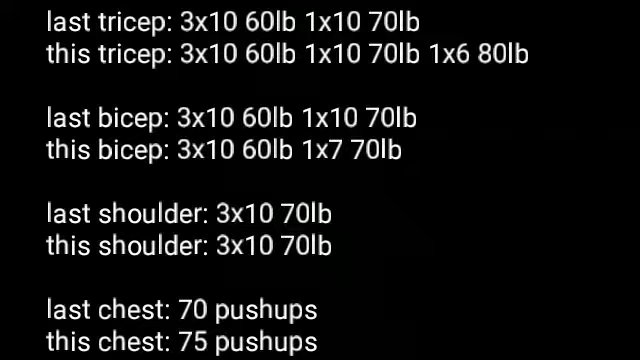 last tricep: 3x10 60lb 1x10 70lb
this tricep: 3x10 60lb 1x10 70lb 1x6 80lb
last bicep: 3x10 60lb 1x10 70lb
this bicep: 3x10 60lb 1x7 70lb
last shoulder: 3x10 70lb
this shoulder: 3x10 70lb
last chest: 70 pushups
this chest: 75 pushups